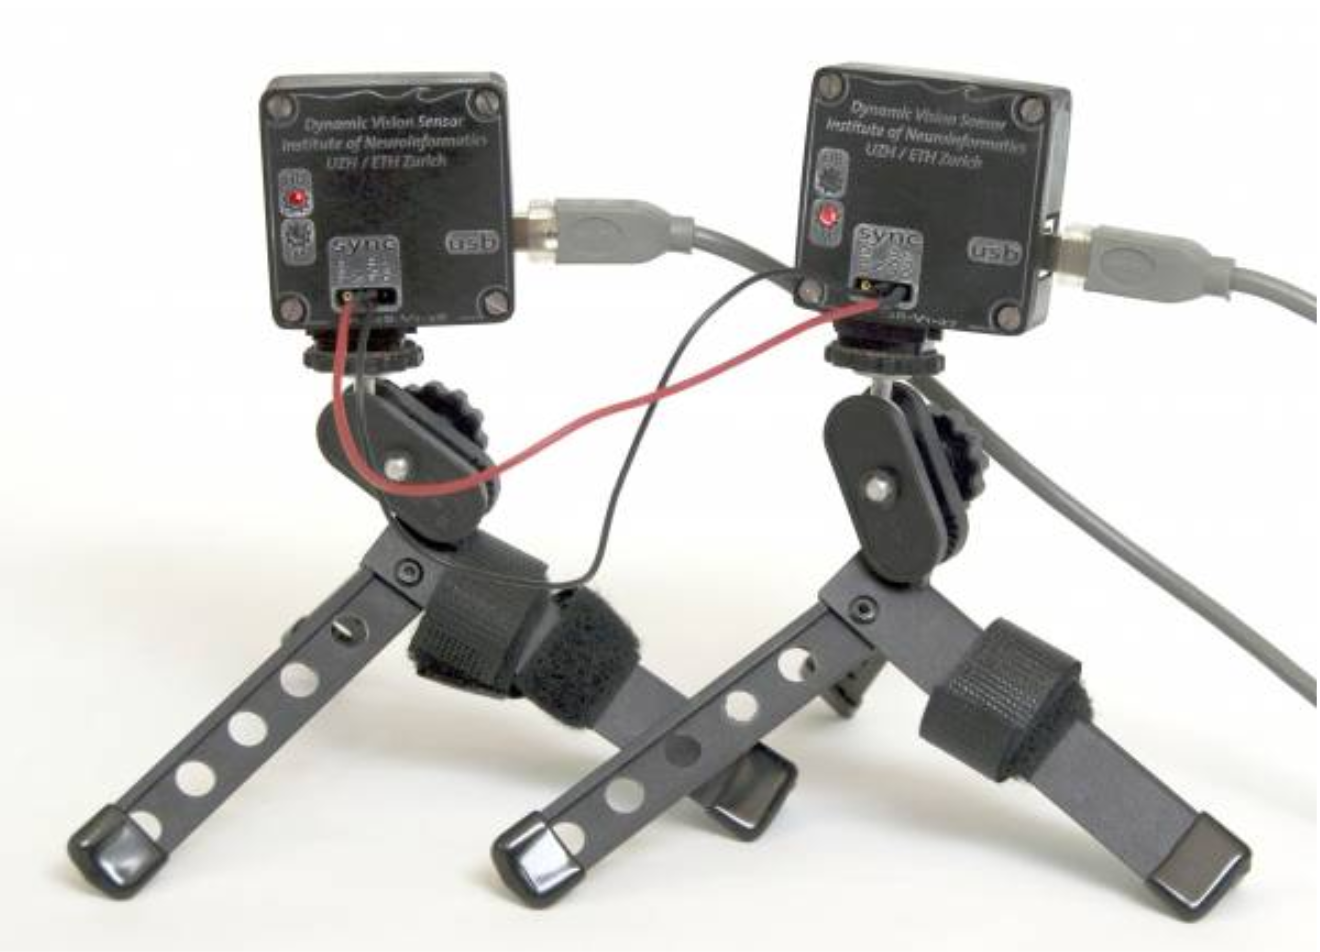 Dynamic Vision Sensor
Institute of Neuroinformatics
UZH / ETH Zurich
sync
usb
Dynamic Vision Sensor
Institute of Neuroinformatics
UZH / ETH Zurich
sync
usb